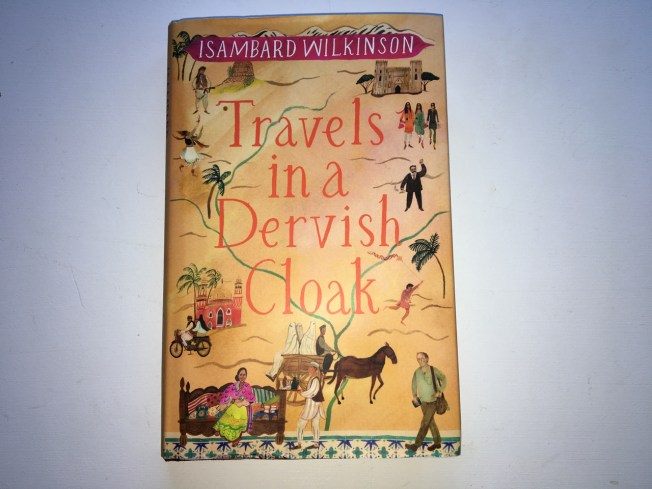 ISAMBARD WILKINSON
Travels
in a
Dervish
Cloak